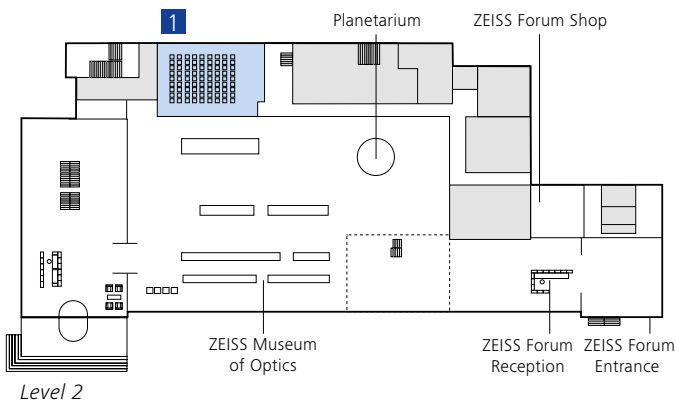 1
Planetarium
ZEISS Forum Shop
ZEISS Museum
of Optics
ZEISS Forum
Reception
ZEISS Forum
Entrance
Level 2